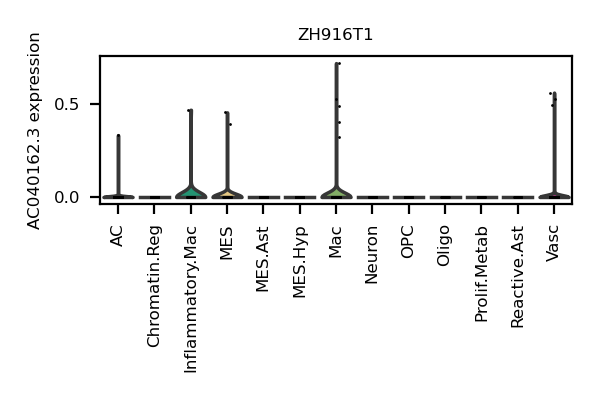 ZH916T1
AC040162.3 expression
0.5
0.0
AC
Chromatin.Reg
Inflammatory.Mac
MES
MES.Ast
MES.Hyp
Mac
Neuron
OPC
Oligo
Prolif.Metab
Reactive.Ast
Vasc